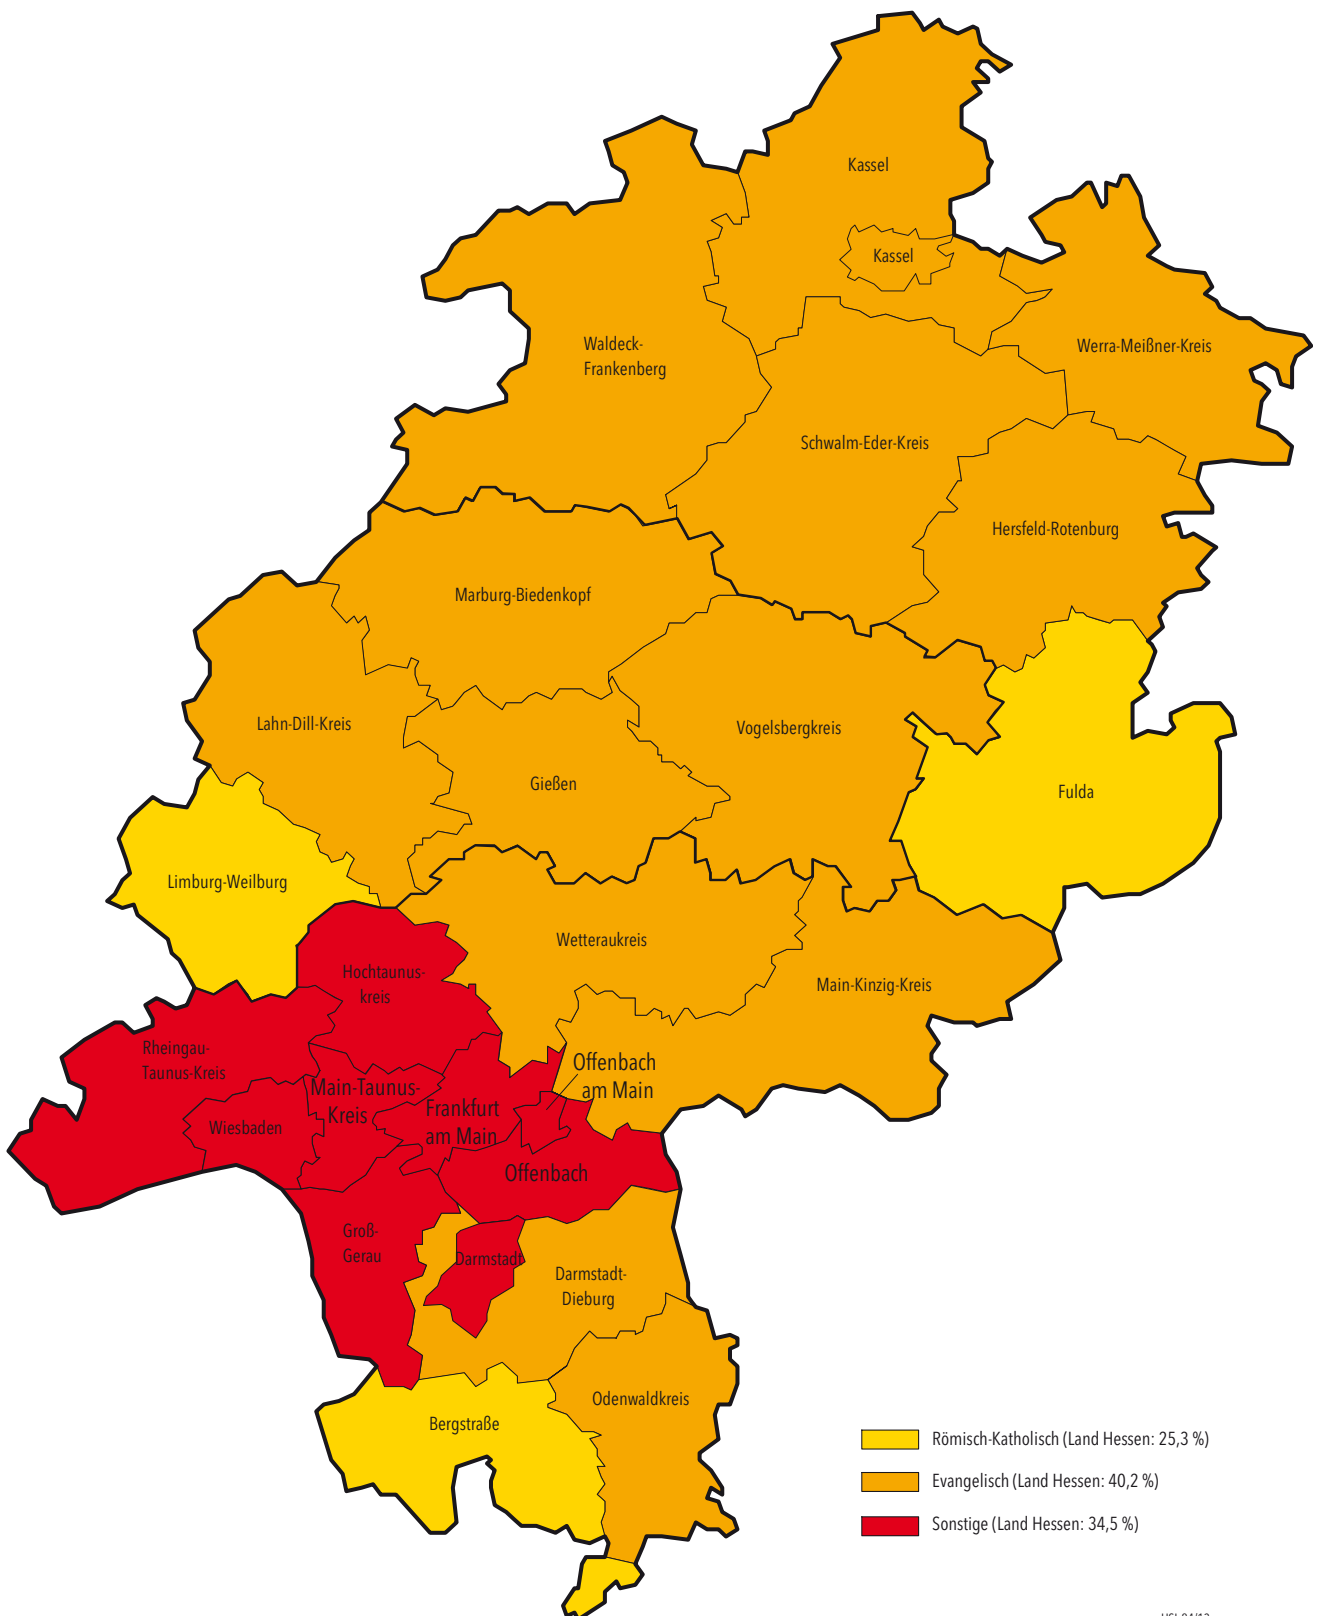 Kassel
Kassel
Waldeck-
Frankenberg
Werra-Meißner-Kreis
Schwalm-Eder-Kreis
Hersfeld-Rotenburg
Marburg-Biedenkopf
Lahn-Dill-Kreis
Vogelsbergkreis
Gießen
Fulda
Limburg-Weilburg
Wetteraukreis
Hochtaunus-
kreis
Main-Kinzig-Kreis
Rheingau-
Taunus-Kreis
Offenbach
am Main
Main-Taunus-
Kreis
Frankfurt
am Main
Wiesbaden
Offenbach
Groß-
Gerau
Darmstadt
Darmstadt-
Dieburg
Odenwaldkreis
Bergstraße
Römisch-Katholisch (Land Hessen: 25,3 %)
Evangelisch (Land Hessen: 40,2 %)
Sonstige (Land Hessen: 34,5 %)